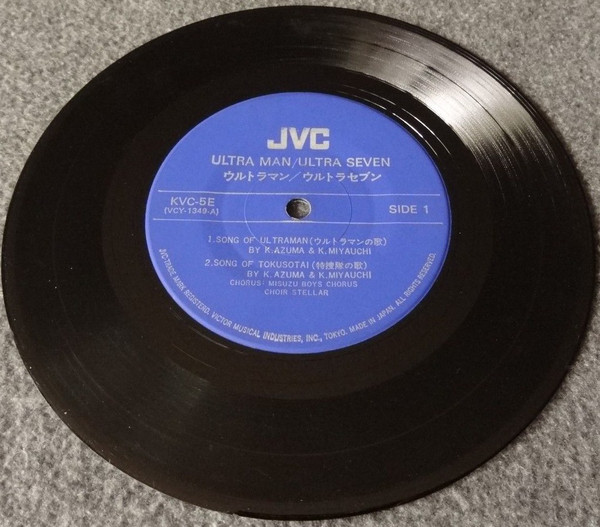 JVC
ULTRA MAN/ULTRA SEVEN
ウルトラマン/ウルトラセブン
KVC-5E
(VCY-1349-A)
SIDE 1
1.SONG OF ULTRAMAN(ウルトラマンの歌)
BY K.AZUMA & K.MIYAUCHI
2.SONG OF TOKUSOTAI(特捜隊の歌)
BY K.AZUMA & K.MIYAUCHI
CHORUS: MISUZU BOYS CHORUS
CHOIR STELLAR
JVC-TRADE MARK REGISTERED. VICTOR MUSICAL INDUSTRIES, INC., TOKYO. MADE IN JAPAN. ALL RIGHTS RESERVED.